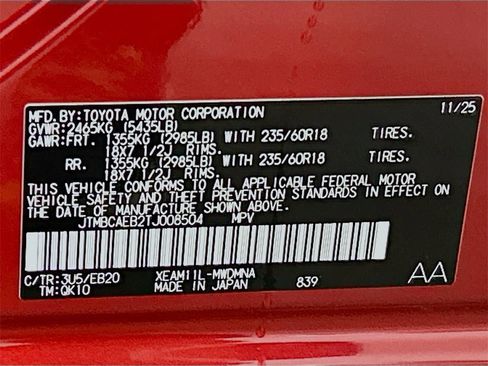 MFD.BY:TOYOTA MOTOR CORPORATION 11/25
GVWR:2465KG (5435LB)
GAWR:FRT. 1355KG (2985LB) WITH 235/60R18 TIRES.
18X7 1/2J RIMS.
RR. 1355KG (2985LB) WITH 235/60R18 TIRES.
18X7 1/2J RIMS.
THIS VEHICLE CONFORMS TO ALL APPLICABLE FEDERAL MOTOR
VEHICLE SAFETY AND THEFT PREVENTION STANDARDS IN EFFECT ON
THE DATE OF MANUFACTURE SHOWN ABOVE.
JTMBCAEB2TJ008504 MPV
C/TR:3U5/EB20 XEAM11L-MWDMNA AA
TM:QK10 MADE IN JAPAN 839